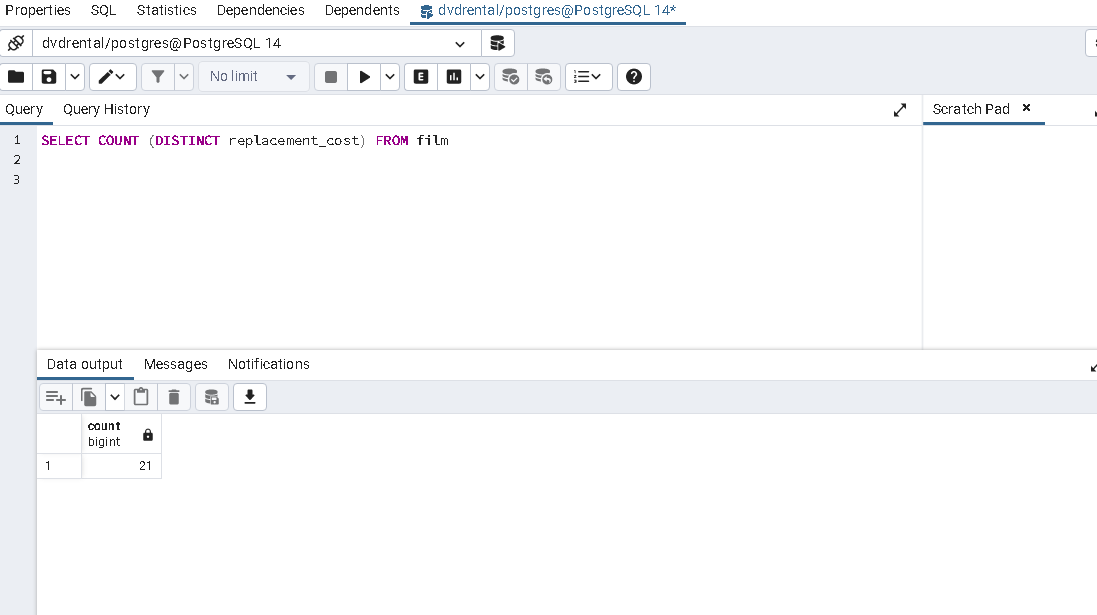 Properties SQL Statistics Dependencies Dependents dvdrental/postgres@PostgreSQL 14*
dvdrental/postgres@PostgreSQL 14
No limit E
Query Query History Scratch Pad
1 SELECT COUNT (DISTINCT replacement_cost) FROM film
2
3
Data output Messages Notifications
count
bigint
1 21